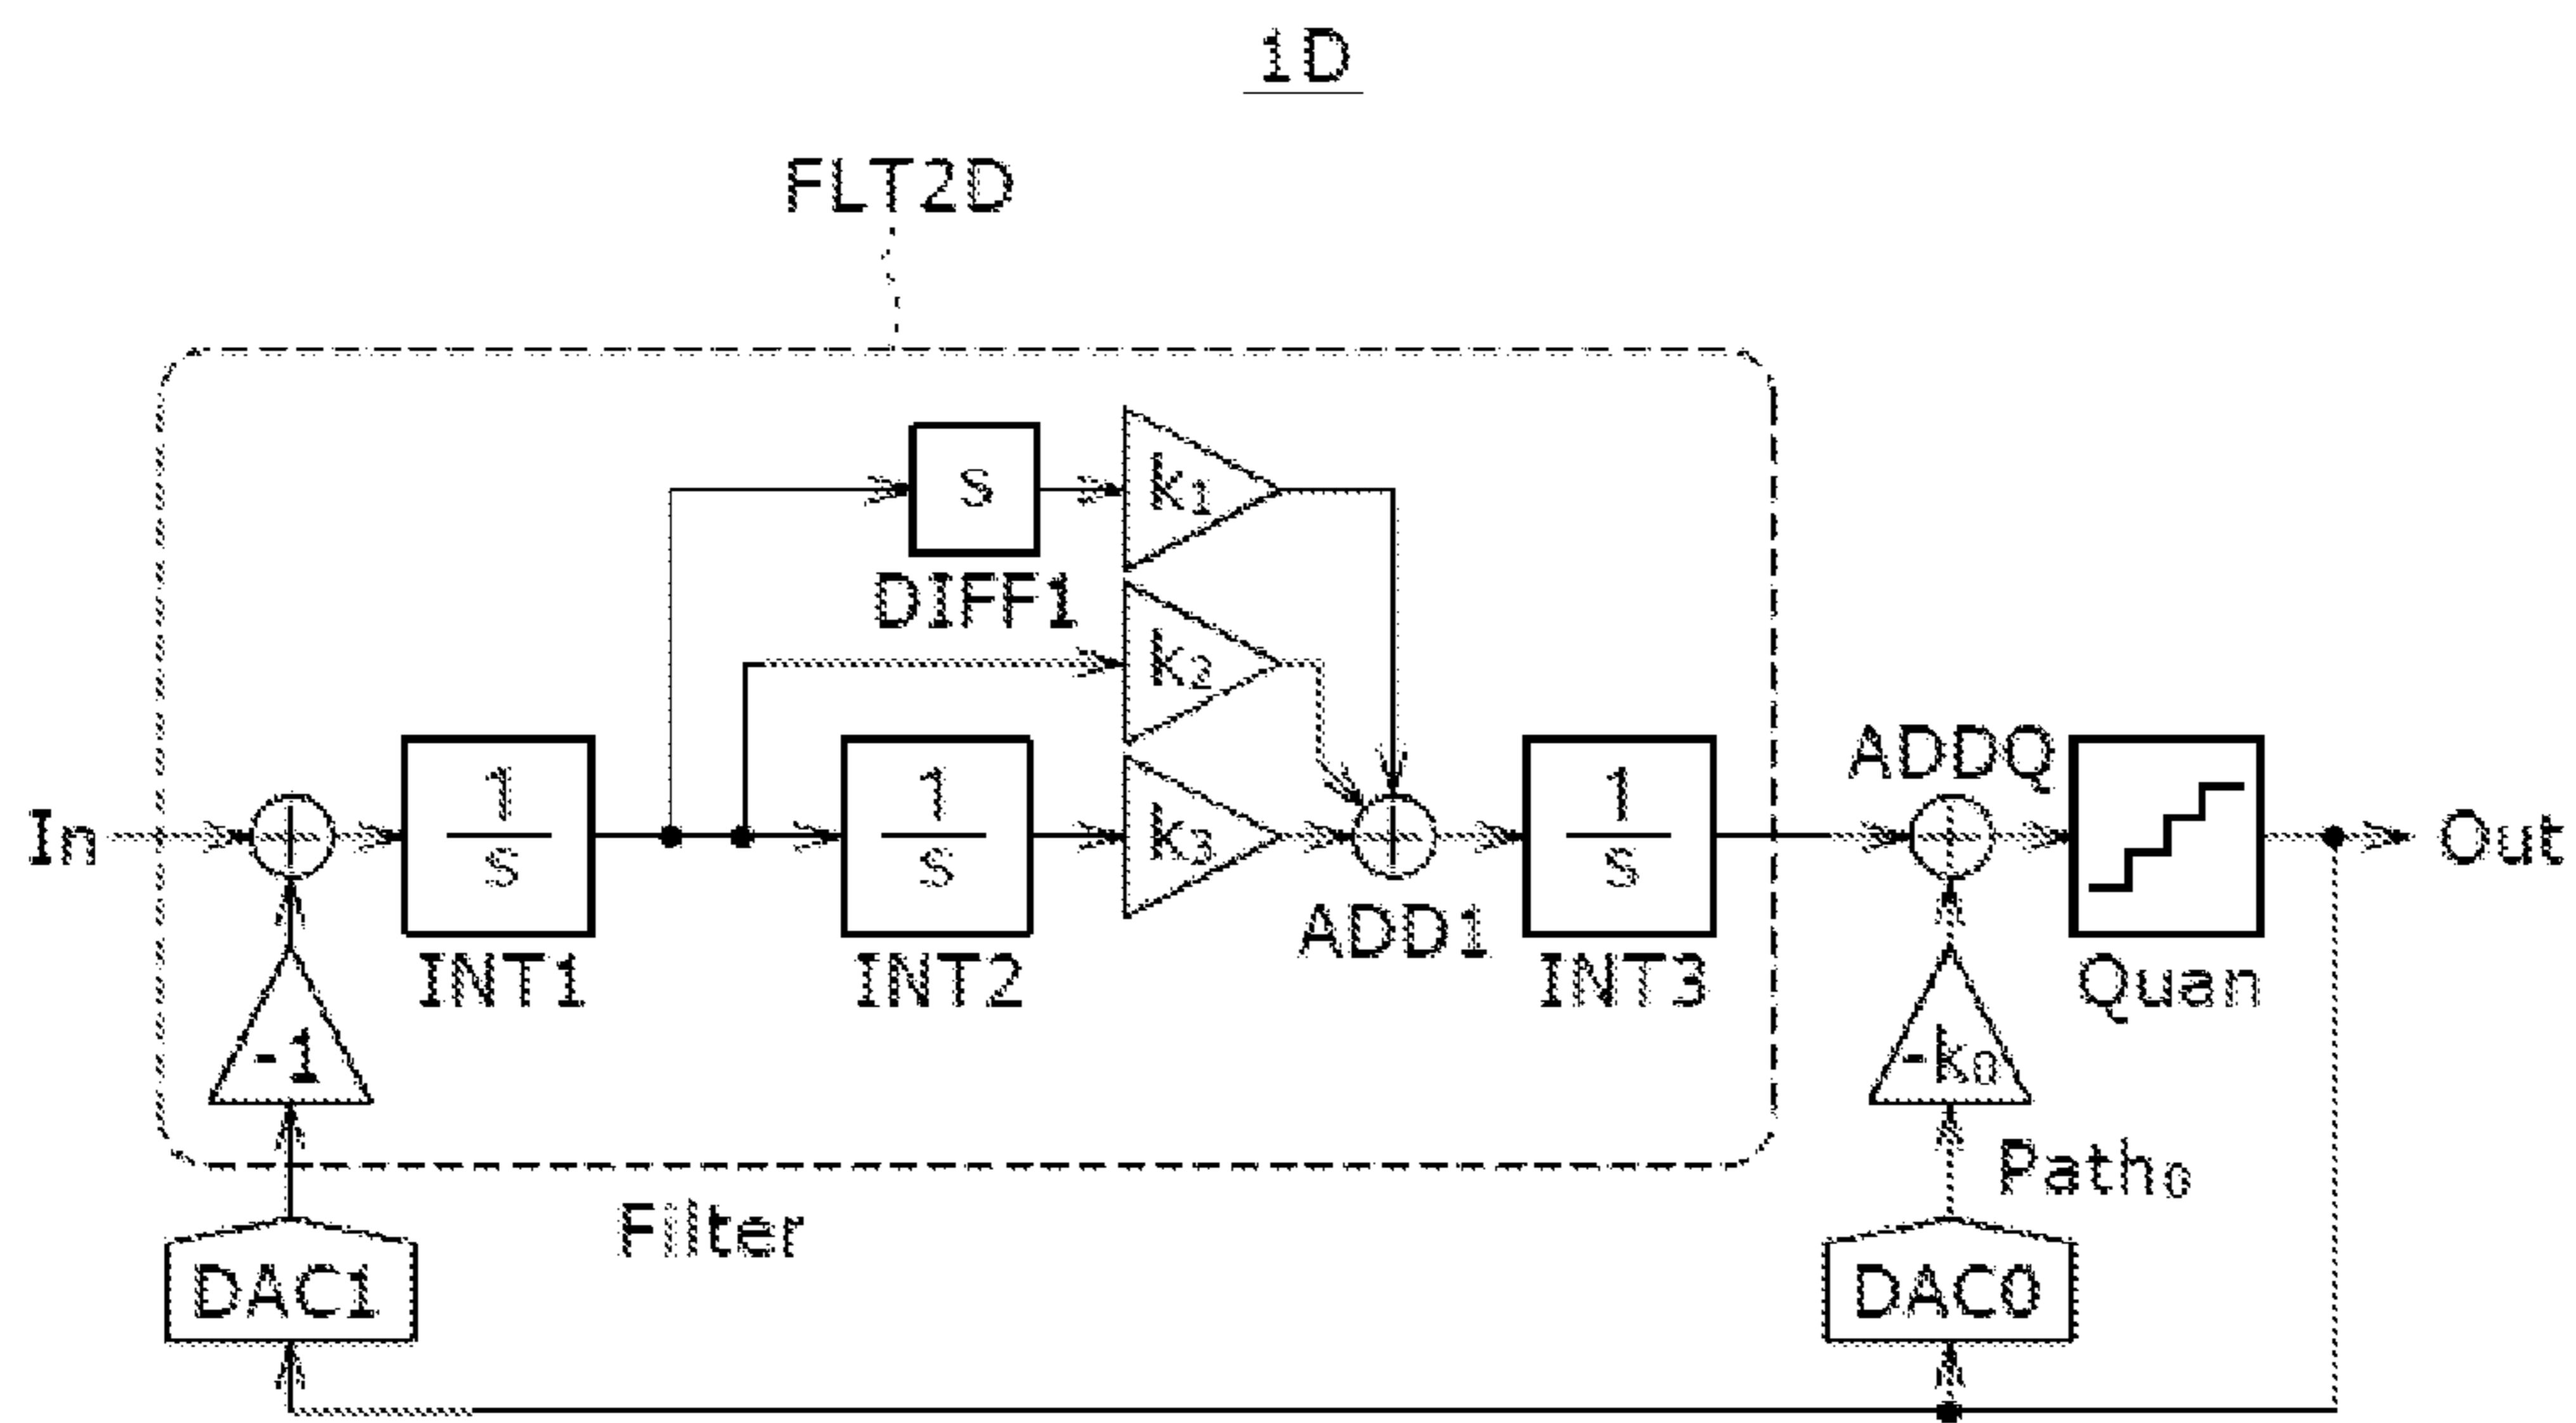 1D
FLT2D
s
K1
DIFF1
K2
In
1
s
INT1
1
s
INT2
K3
ADD1
1
s
INT3
ADDQ
Quan
Out
-1
-k0
Path0
Filter
DAC1
DAC0